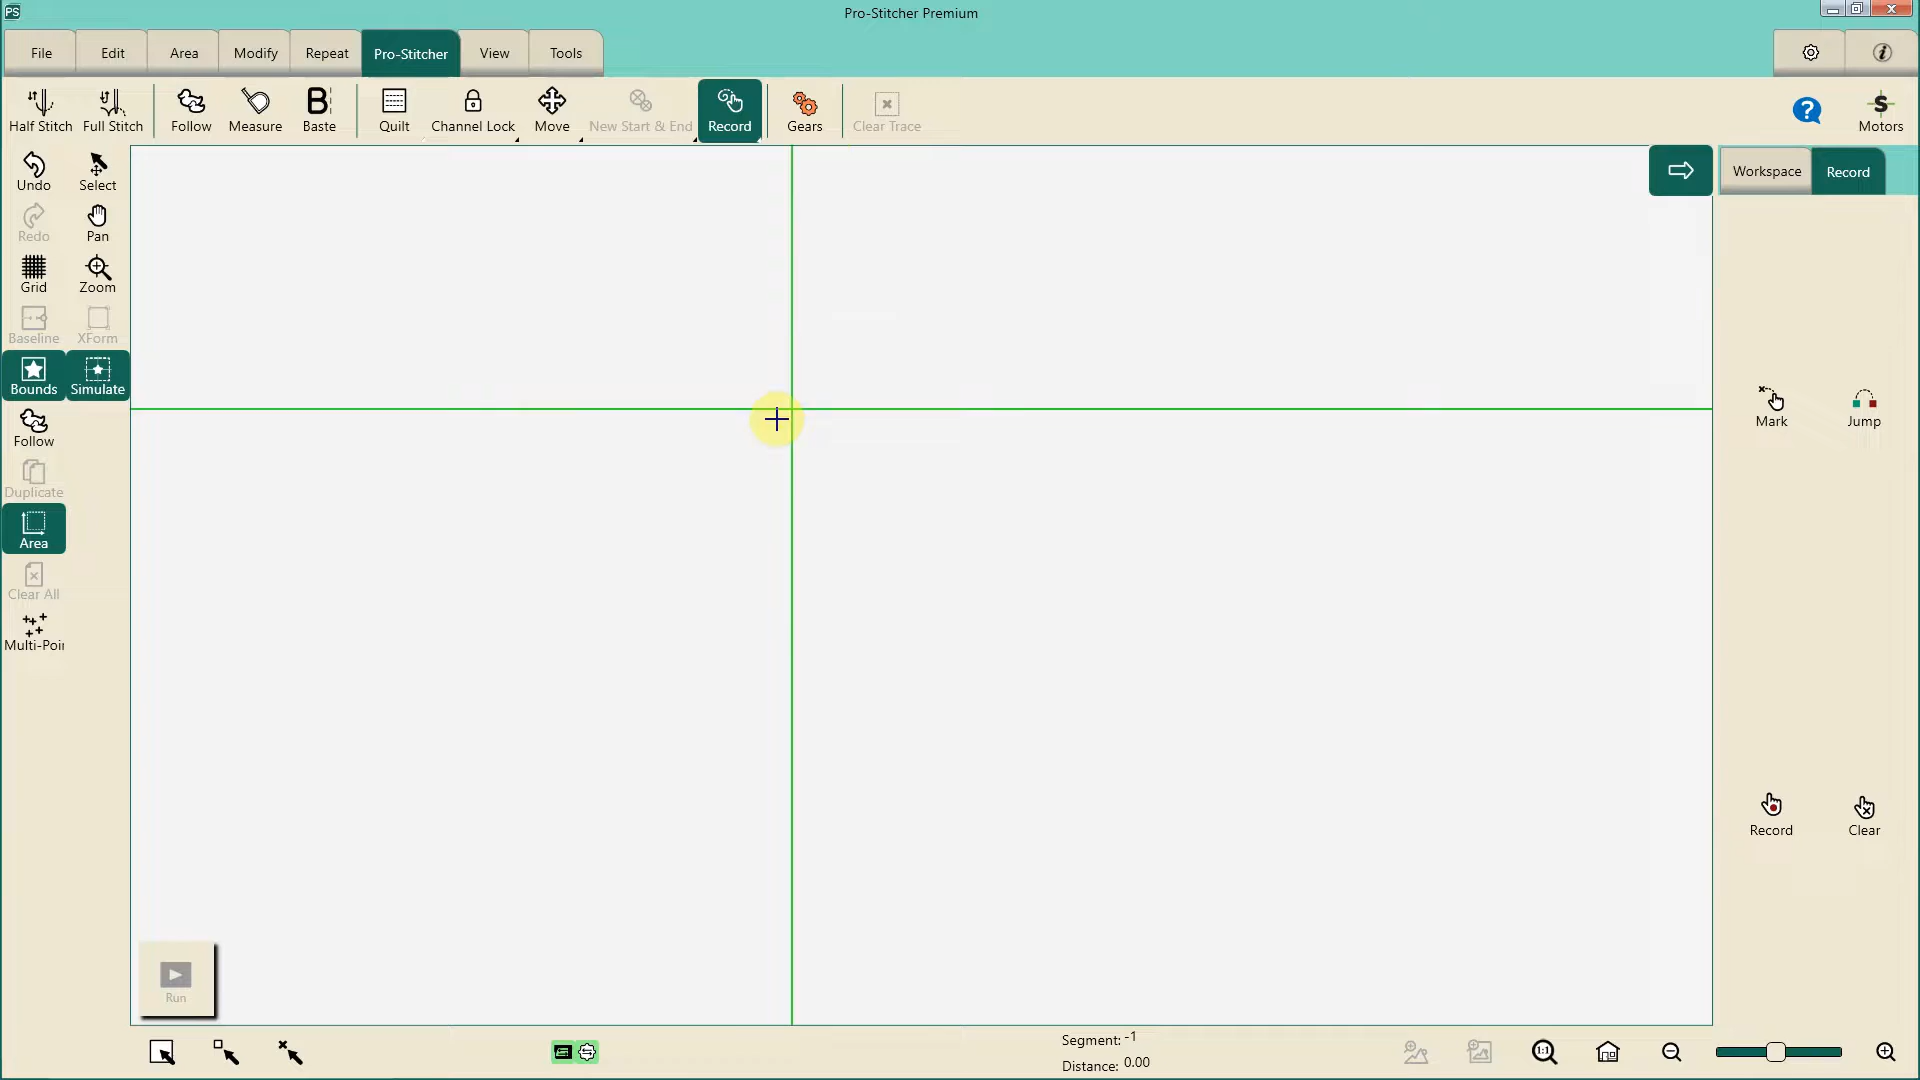 PS
Pro-Stitcher Premium
File
Edit
Area
Modify
Repeat
Pro-Stitcher
View
Tools
Half Stitch
Full Stitch
Follow
Measure
B
Baste
Quilt
Channel Lock
Move
New Start & End
Record
Gears
Clear Trace
?
S
Motors
Undo
Select
Redo
Pan
Grid
Zoom
Baseline
XForm
Bounds
Simulate
Follow
Duplicate
Area
Clear All
Multi-Poi
Workspace
Record
Mark
Jump
Record
Clear
Run
Segment: -1
Distance: 0.00
1:1